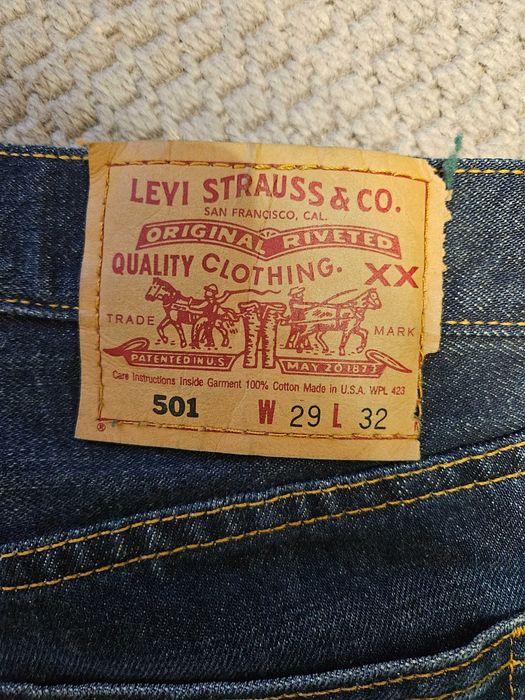 LEVI STRAUSS & CO.
SAN FRANCISCO, CAL.
ORIGINAL RIVETED
QUALITY CLOTHING. XX
TRADE MARK
PATENTED IN U.S. MAY 20 1873
Care Instructions Inside Garment 100% Cotton Made in U.S.A. WPL 423
501 W 29 L 32
®